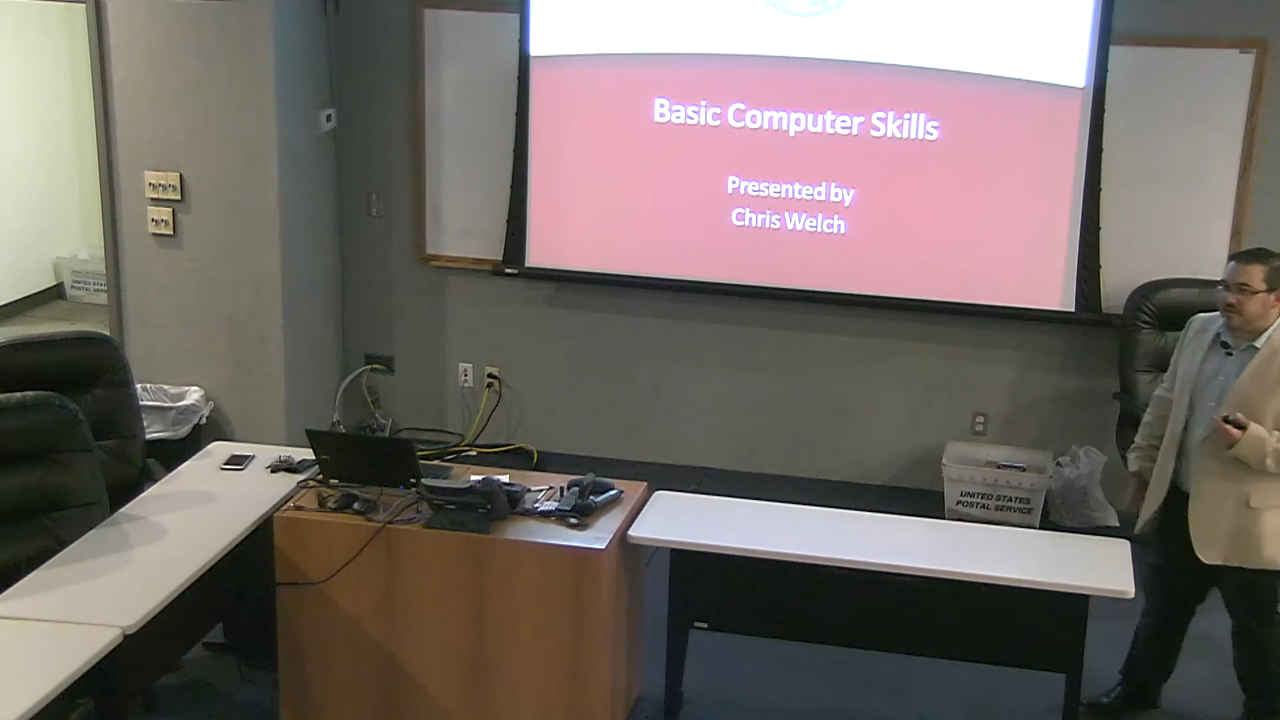 Basic Computer Skills
Presented by
Chris Welch
UNITED STATES
POSTAL SERVICE